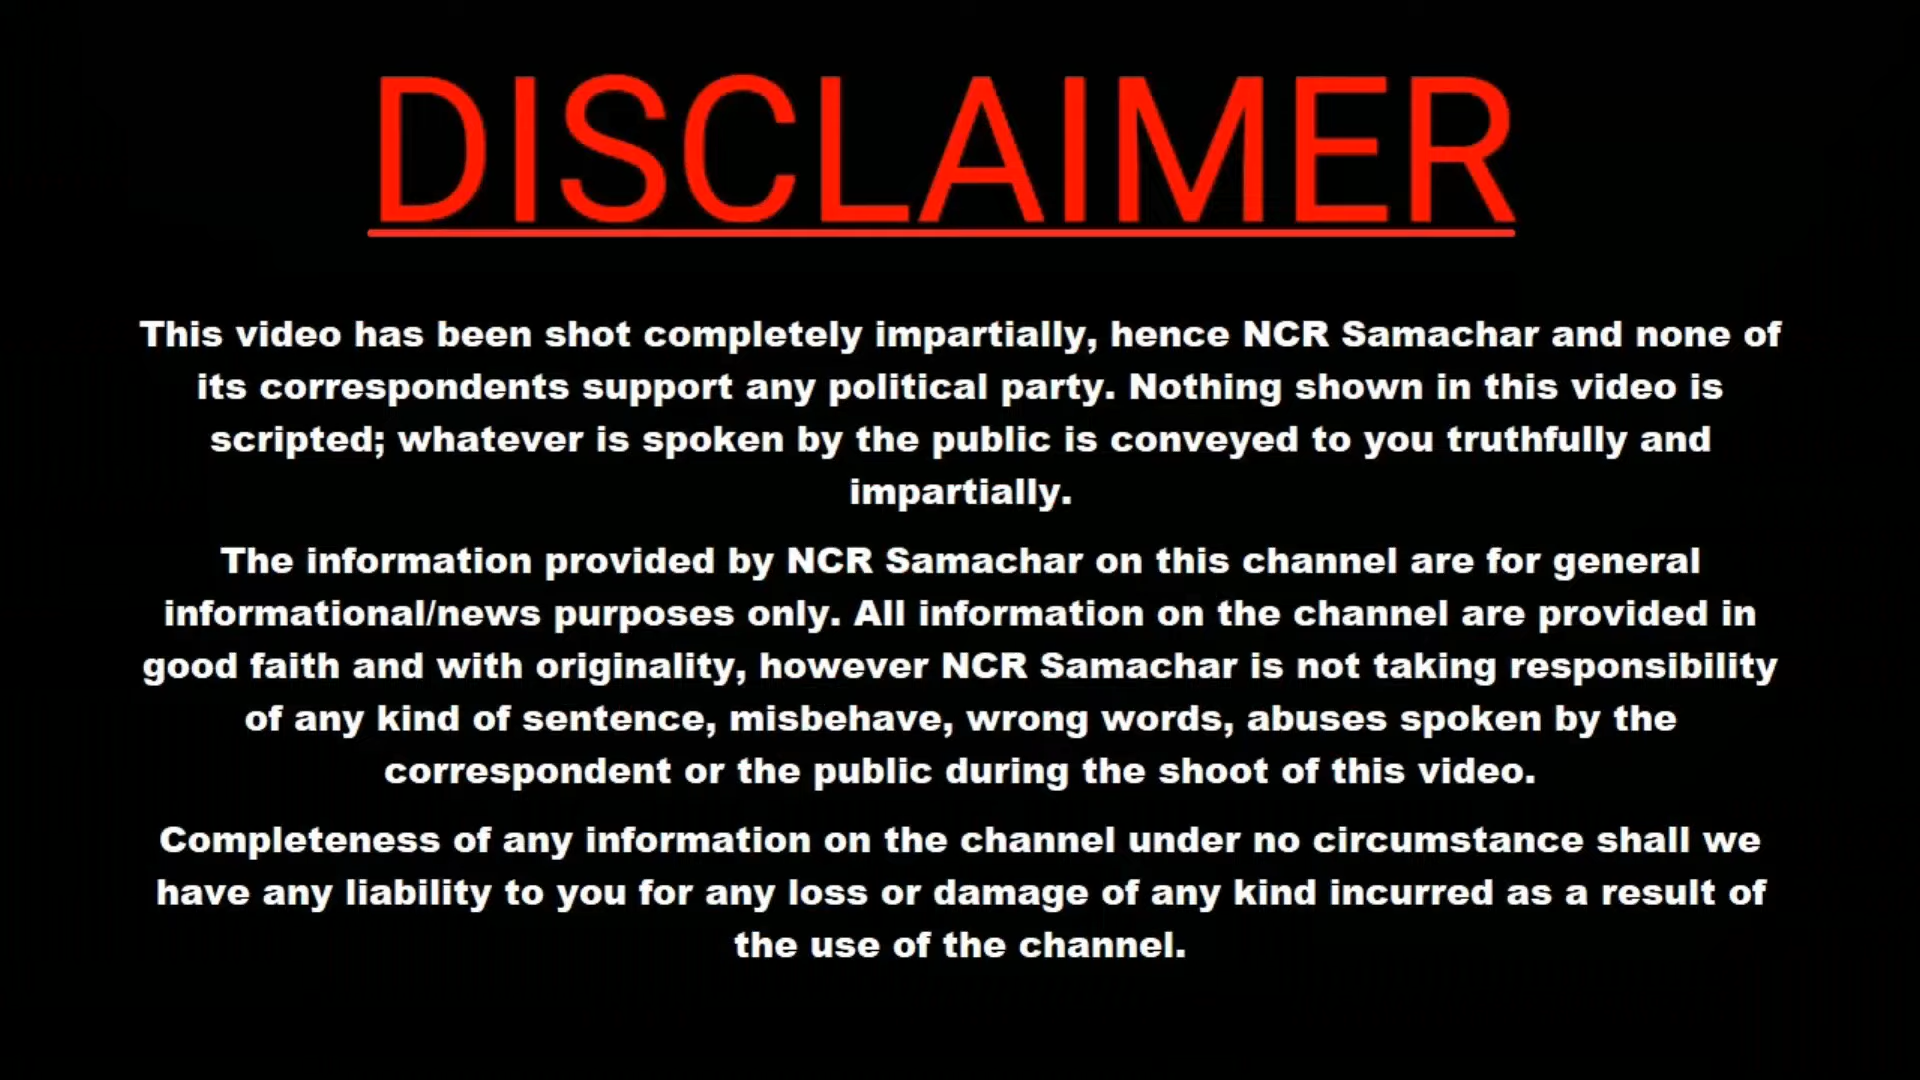 DISCLAIMER
This video has been shot completely impartially, hence NCR Samachar and none of
its correspondents support any political party. Nothing shown in this video is
scripted; whatever is spoken by the public is conveyed to you truthfully and
impartially.
The information provided by NCR Samachar on this channel are for general
informational/news purposes only. All information on the channel are provided in
good faith and with originality, however NCR Samachar is not taking responsibility
of any kind of sentence, misbehave, wrong words, abuses spoken by the
correspondent or the public during the shoot of this video.
Completeness of any information on the channel under no circumstance shall we
have any liability to you for any loss or damage of any kind incurred as a result of
the use of the channel.